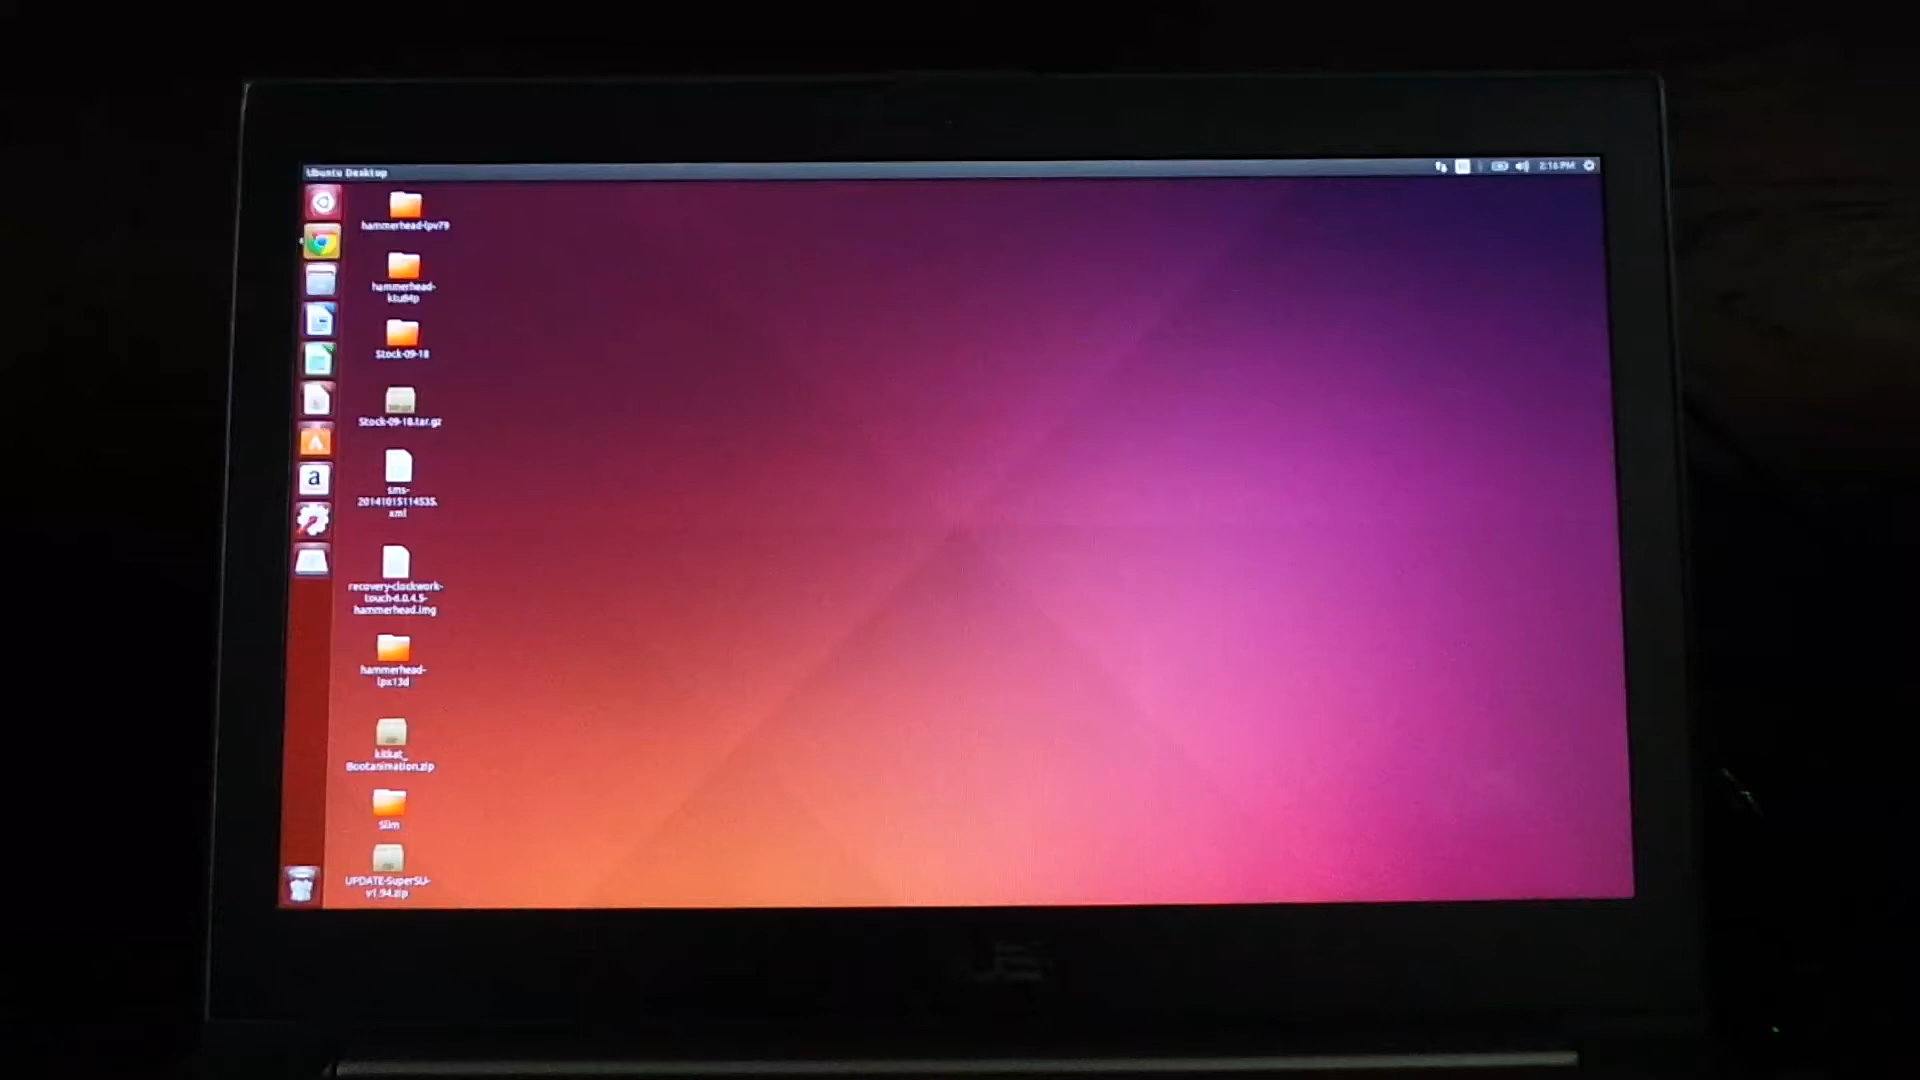 Ubuntu Desktop
2:16 PM
hammerhead-lpv79
hammerhead-
ktu84p
Stock-09-18
Stock-09-18.tar.gz
a
sms-
20141015114535.
xml
recovery-clockwork-
touch-6.0.4.5-
hammerhead.img
hammerhead-
lpx13d
kitkat_
Bootanimation.zip
Slim
UPDATE-SuperSU-
v1.94.zip